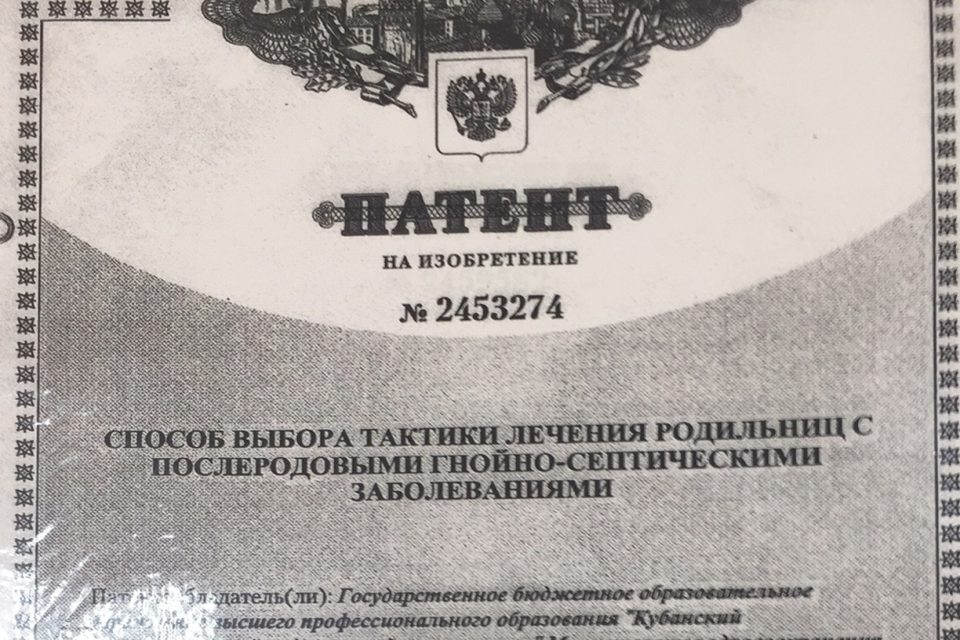 ПАТЕНТ
НА ИЗОБРЕТЕНИЕ
№ 2453274
СПОСОБ ВЫБОРА ТАКТИКИ ЛЕЧЕНИЯ РОДИЛЬНИЦ С
ПОСЛЕРОДОВЫМИ ГНОЙНО-СЕПТИЧЕСКИМИ
ЗАБОЛЕВАНИЯМИ
Государственное бюджетное образовательное
высшего профессионального образования "Кубанский